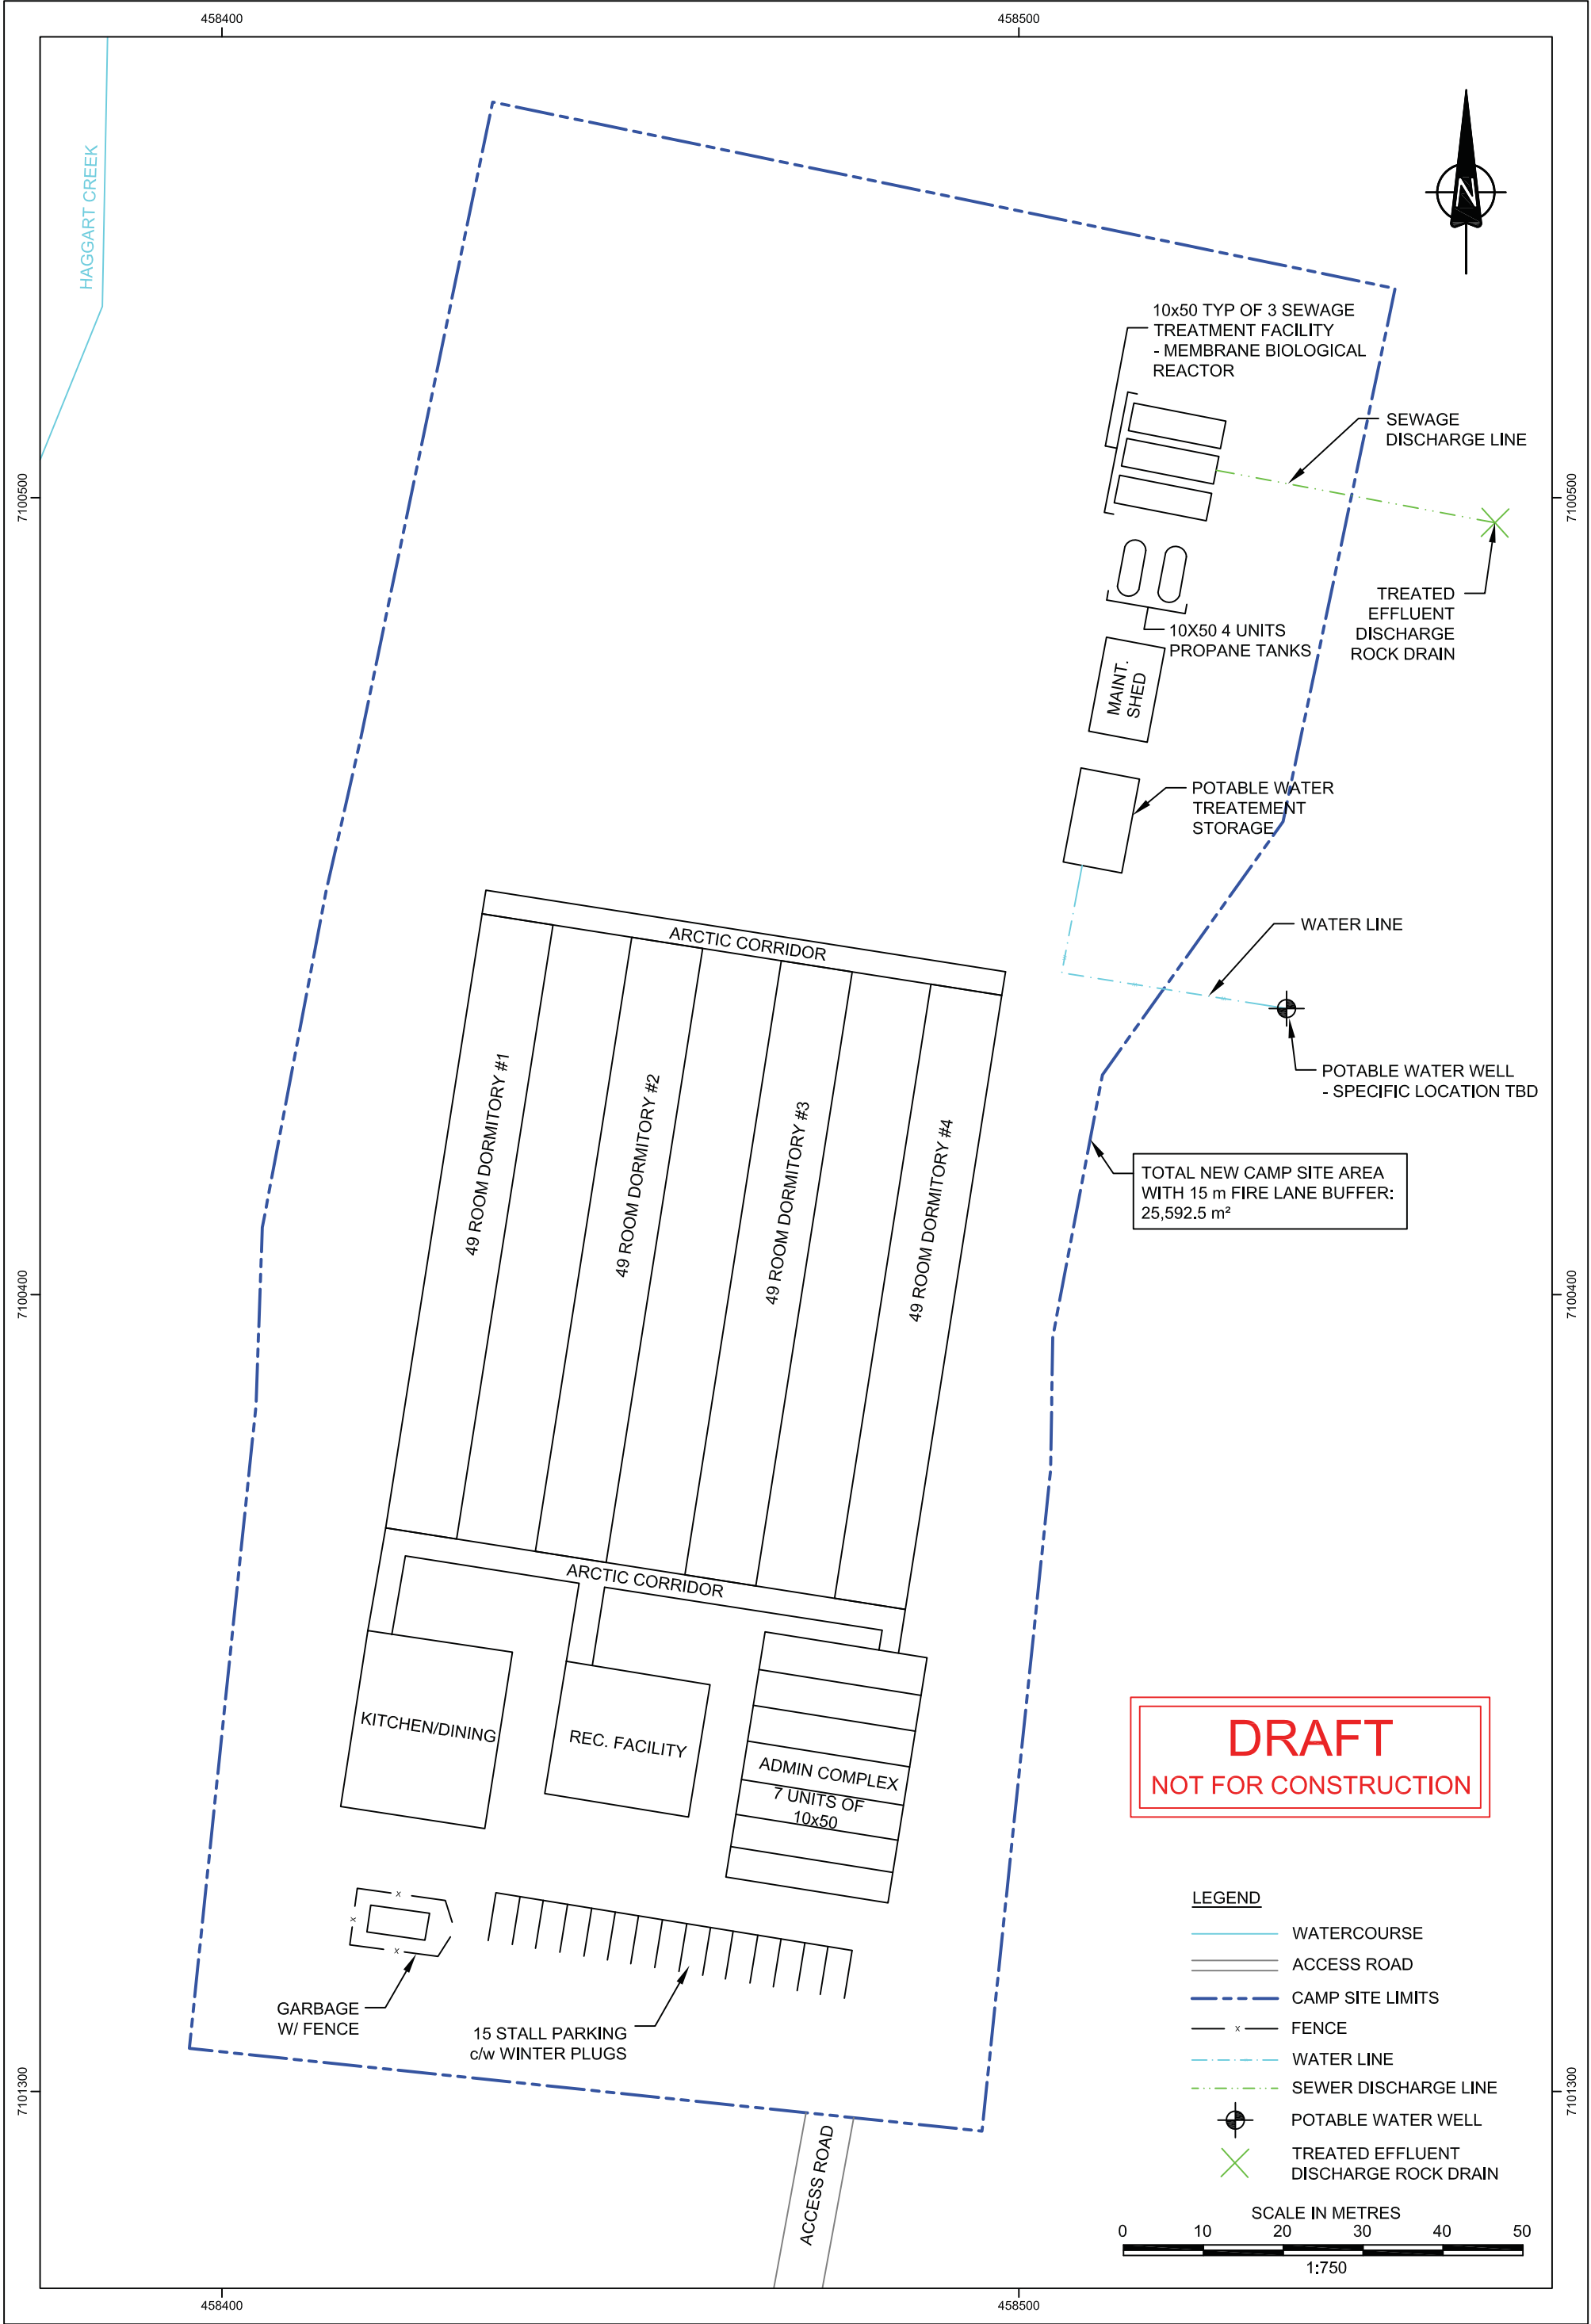 458400
458500
HAGGART CREEK
N
10x50 TYP OF 3 SEWAGE
TREATMENT FACILITY
- MEMBRANE BIOLOGICAL
REACTOR
SEWAGE
DISCHARGE LINE
7100500
7100500
TREATED
EFFLUENT
DISCHARGE
ROCK DRAIN
10X50 4 UNITS
PROPANE TANKS
MAINT.
SHED
POTABLE WATER
TREATEMENT
STORAGE
WATER LINE
ARCTIC CORRIDOR
POTABLE WATER WELL
- SPECIFIC LOCATION TBD
49 ROOM DORMITORY #1
49 ROOM DORMITORY #2
49 ROOM DORMITORY #3
49 ROOM DORMITORY #4
TOTAL NEW CAMP SITE AREA
WITH 15 m FIRE LANE BUFFER:
25,592.5 m²
7100400
7100400
ARCTIC CORRIDOR
KITCHEN/DINING
REC. FACILITY
ADMIN COMPLEX
7 UNITS OF
10x50
DRAFT
NOT FOR CONSTRUCTION
x
x
x
GARBAGE
W/ FENCE
15 STALL PARKING
c/w WINTER PLUGS
7101300
7101300
ACCESS ROAD
LEGEND
WATERCOURSE
ACCESS ROAD
CAMP SITE LIMITS
x FENCE
WATER LINE
SEWER DISCHARGE LINE
POTABLE WATER WELL
TREATED EFFLUENT
DISCHARGE ROCK DRAIN
SCALE IN METRES
0 10 20 30 40 50
1:750
458400
458500